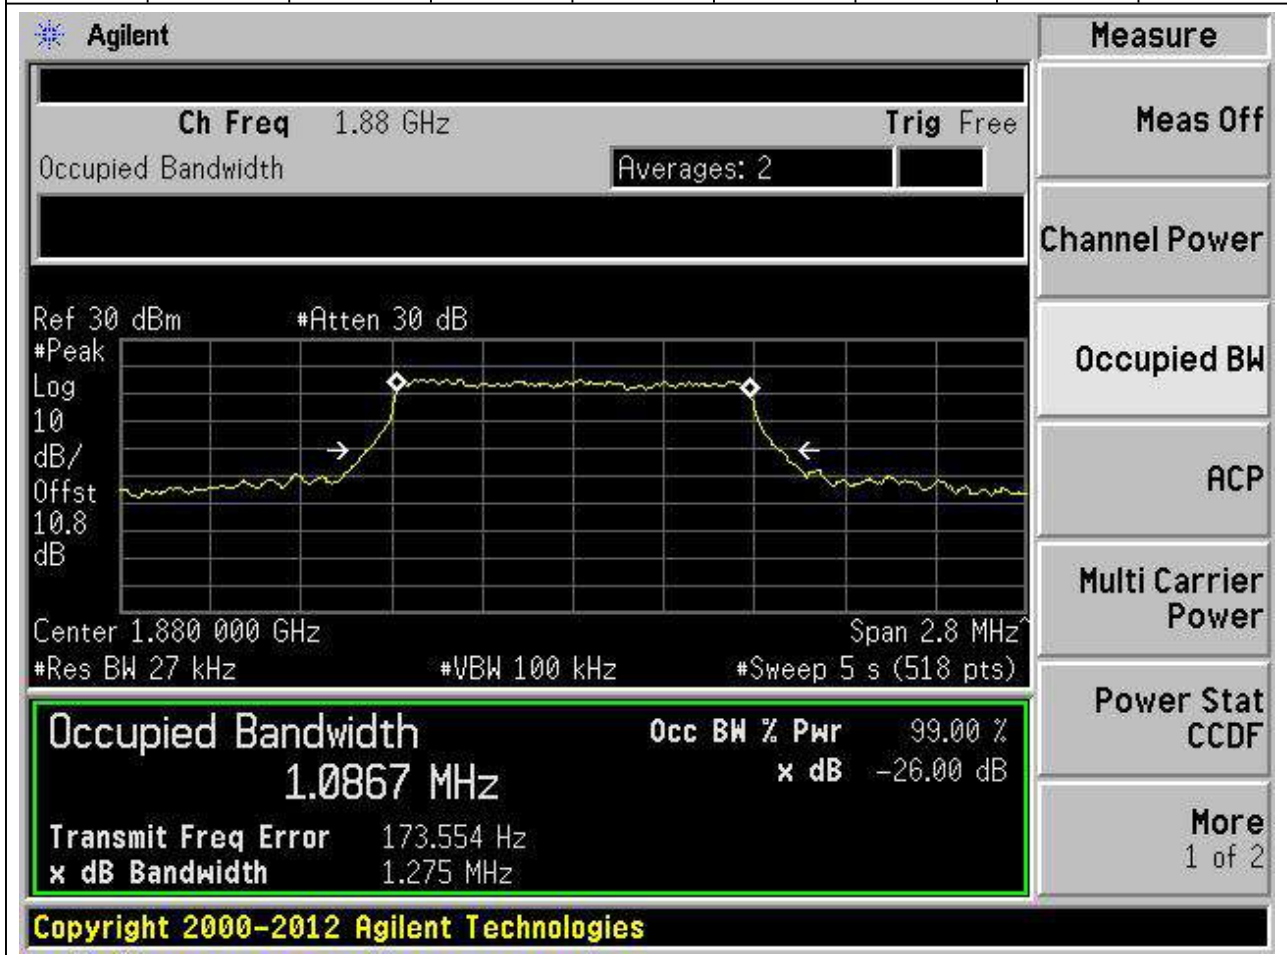 Agilent
Measure
Ch Freq 1.88 GHz Trig Free
Occupied Bandwidth Averages: 2
Ref 30 dBm #Atten 30 dB
#Peak
Log
10
dB/
Offst
10.8
dB
Center 1.880 000 GHz Span 2.8 MHz^
#Res BW 27 kHz #VBW 100 kHz #Sweep 5 s (518 pts)
Occupied Bandwidth Occ BW % Pwr 99.00 %
1.0867 MHz x dB -26.00 dB
Transmit Freq Error 173.554 Hz
x dB Bandwidth 1.275 MHz
Meas Off
Channel Power
Occupied BW
ACP
Multi Carrier
Power
Power Stat
CCDF
More
1 of 2
Copyright 2000-2012 Agilent Technologies